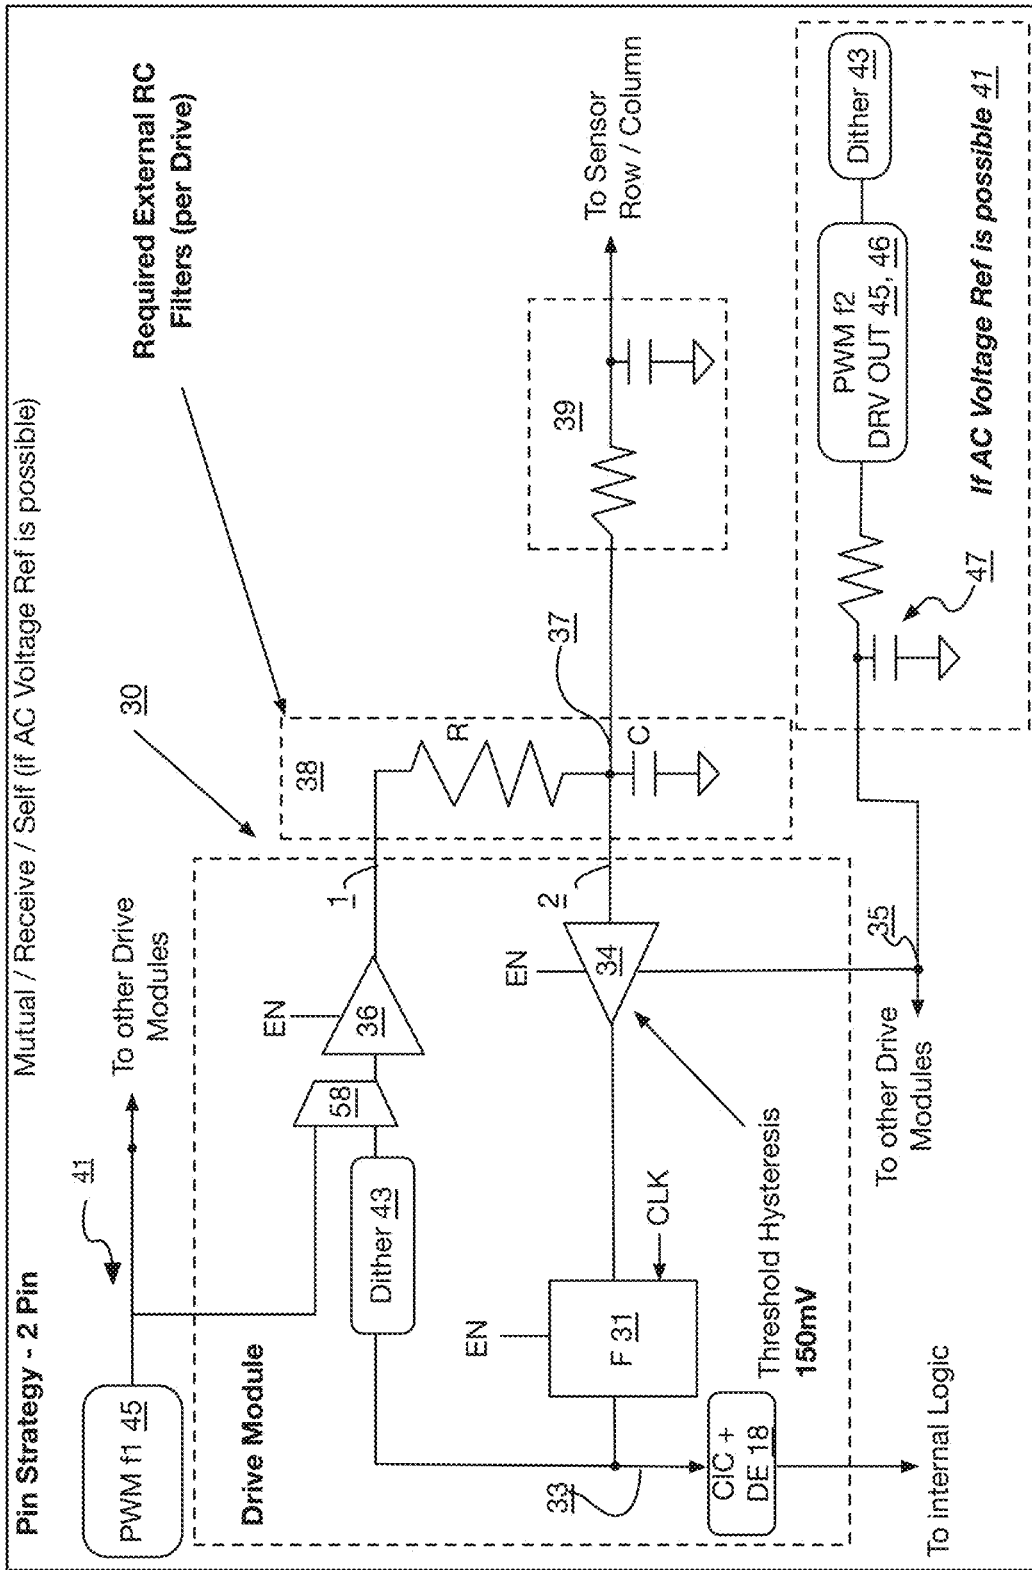 Pin Strategy - 2 Pin
Mutual / Receive / Self (if AC Voltage Ref is possible)
PWM f1 45
41
To other Drive
Modules
Required External RC
Filters (per Drive)
30
Drive Module
Dither 43
58
EN
36
1
38
R
37
C
39
To Sensor
Row / Column
33
CIC +
DE 18
To internal Logic
EN
F 31
CLK
Threshold Hysteresis
150mV
EN
34
2
35
To other Drive
Modules
47
PWM f2
DRV OUT 45, 46
Dither 43
If AC Voltage Ref is possible 41